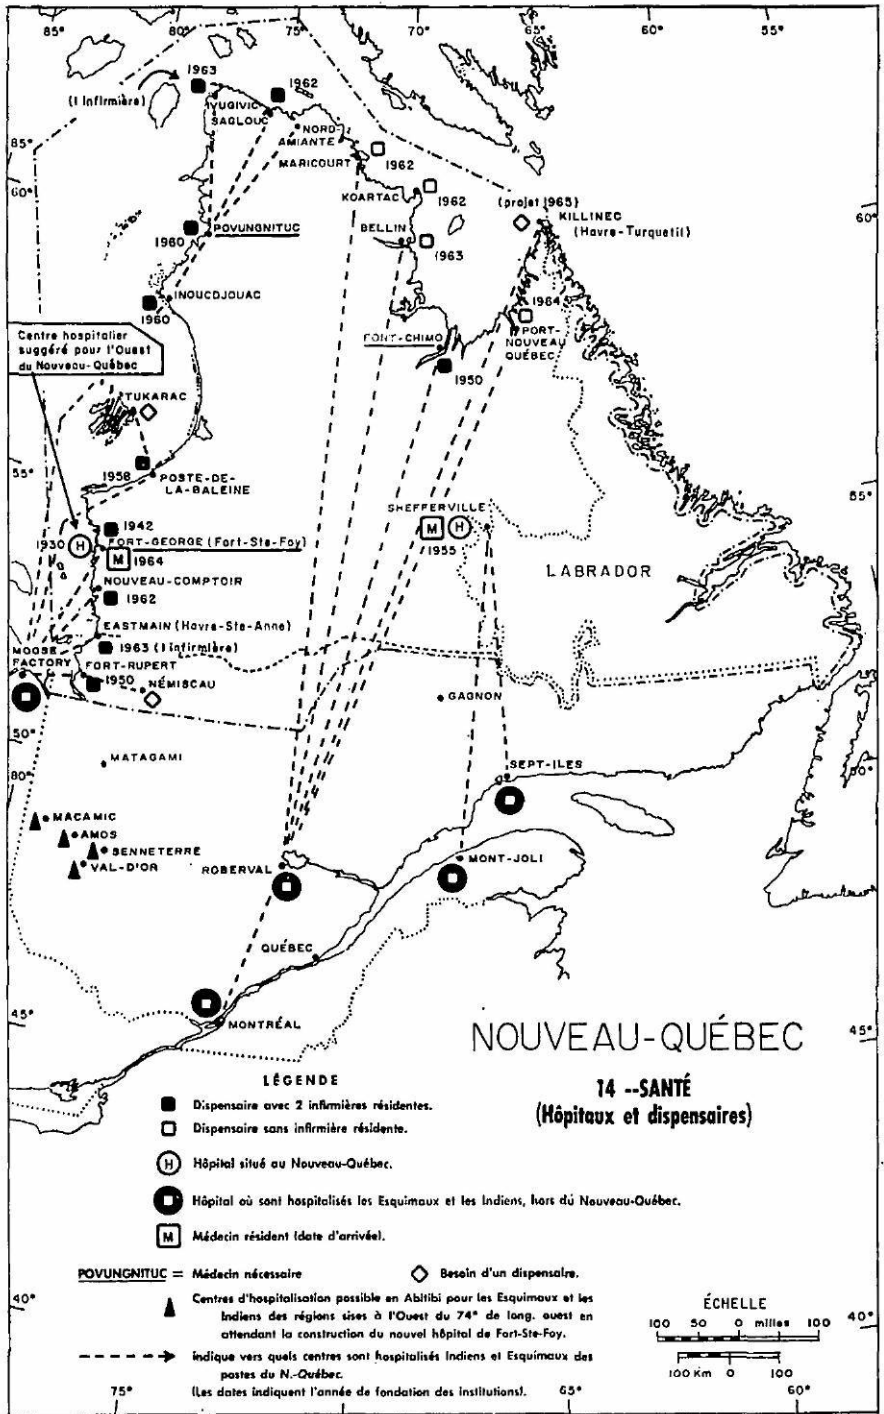 85°
80°
75°
70°
65°
60°
55°
1963
1962
(1 Infirmière)
IVUGIVIC
SAGLOUC
NORD-
AMIANTE
MARICOURT
1962
85°
60°
KOARTAC
1962
(projet 1965)
KILLINEC
(Havre-Turquetil)
60°
BELLIN
1963
1960
POVUNGNITUC
INOUCDJOUAC
1960
1964
PORT-
NOUVEAU
QUÉBEC
FONT-CHIMO
1950
Centre hospitalier
suggéré pour l'Ouest
du Nouveau-Québec
TUKARAC
55°
1958
POSTE-DE-
LA-BALEINE
55°
SHEFFERVILLE
M
H
1955
1942
1930
H
FORT-GEORGE (Fort-Ste-Foy)
M
1964
NOUVEAU-COMPTOIR
1962
LABRADOR
EASTMAIN (Havre-Ste-Anne)
1963 (1 infirmière)
MOOSE
FACTORY
FORT-RUPERT
1950
NÉMISCAU
GAGNON
50°
80°
MATAGAMI
SEPT-ILES
50°
MACAMIC
AMOS
SENNETERRE
VAL-D'OR
ROBERVAL
MONT-JOLI
QUÉBEC
45°
MONTRÉAL
45°
NOUVEAU-QUÉBEC
14 --SANTÉ
(Hôpitaux et dispensaires)
LÉGENDE
Dispensaire avec 2 infirmières résidentes.
Dispensaire sans infirmière résidente.
H Hôpital situé au Nouveau-Québec.
Hôpital où sont hospitalisés les Esquimaux et les Indiens, hors du Nouveau-Québec.
M Médecin résident (date d'arrivée).
POVUNGNITUC = Médecin nécessaire
Besoin d'un dispensaire.
Centres d'hospitalisation possible en Abitibi pour les Esquimaux et les
Indiens des régions sises à l'Ouest du 74° de long. ouest en
attendant la construction du nouvel hôpital de Fort-Ste-Foy.
indique vers quels centres sont hospitalisés Indiens et Esquimaux des
postes du N.-Québec.
(Les dates indiquent l'année de fondation des institutions).
ÉCHELLE
100 50 0 milles 100
100 Km 0 100
40°
40°
75°
65°
60°